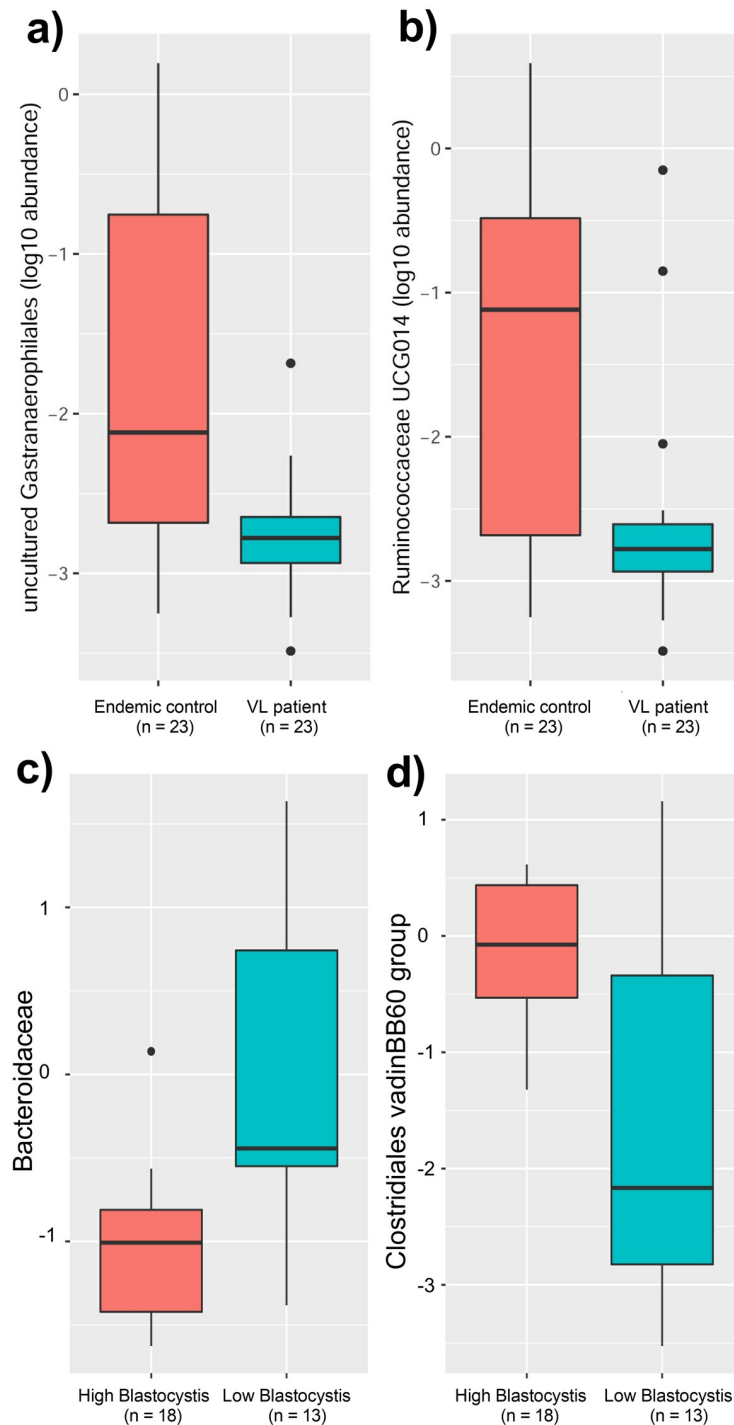 a)
uncultured Gastranaerophilales (log10 abundance)
0
−1
−2
−3
Endemic control
(n = 23)
VL patient
(n = 23)
b)
Ruminococcaceae UCG014 (log10 abundance)
0
−1
−2
−3
Endemic control
(n = 23)
VL patient
(n = 23)
c)
Bacteroidaceae
1
0
-1
High Blastocystis
(n = 18)
Low Blastocystis
(n = 13)
d)
Clostridiales vadinBB60 group
1
0
-1
-2
-3
High Blastocystis
(n = 18)
Low Blastocystis
(n = 13)